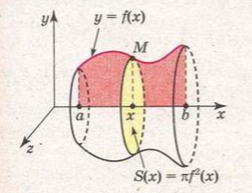 y
y = f(x)
M
a
x
b
x
z
S(x) = πf²(x)